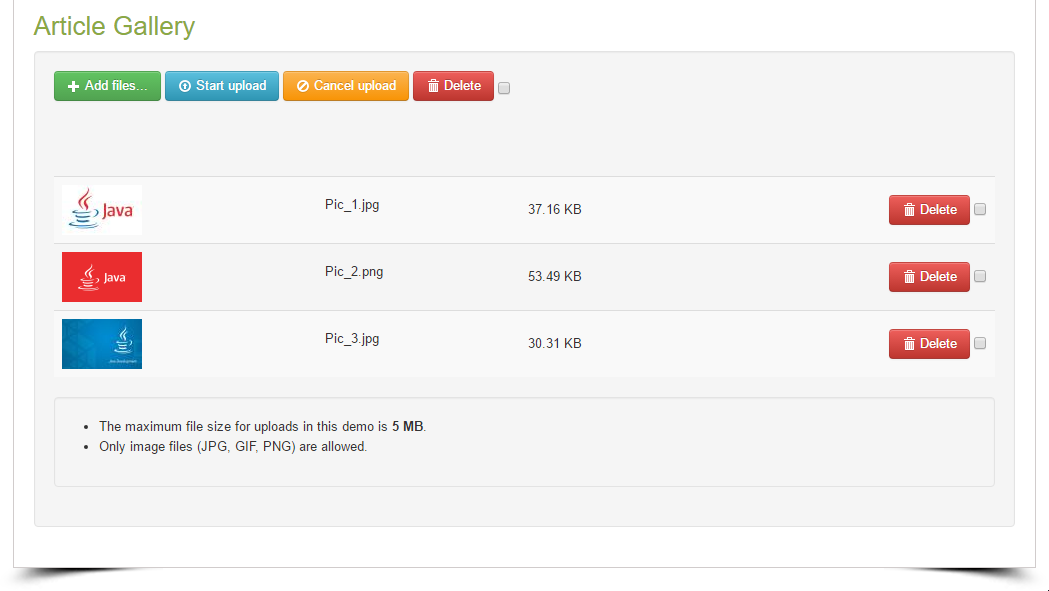 Article Gallery
Add files... Start upload Cancel upload Delete
Java Pic_1.jpg 37.16 KB Delete
Java Pic_2.png 53.49 KB Delete
Pic_3.jpg 30.31 KB Delete
Java Development
The maximum file size for uploads in this demo is 5 MB.
Only image files (JPG, GIF, PNG) are allowed.